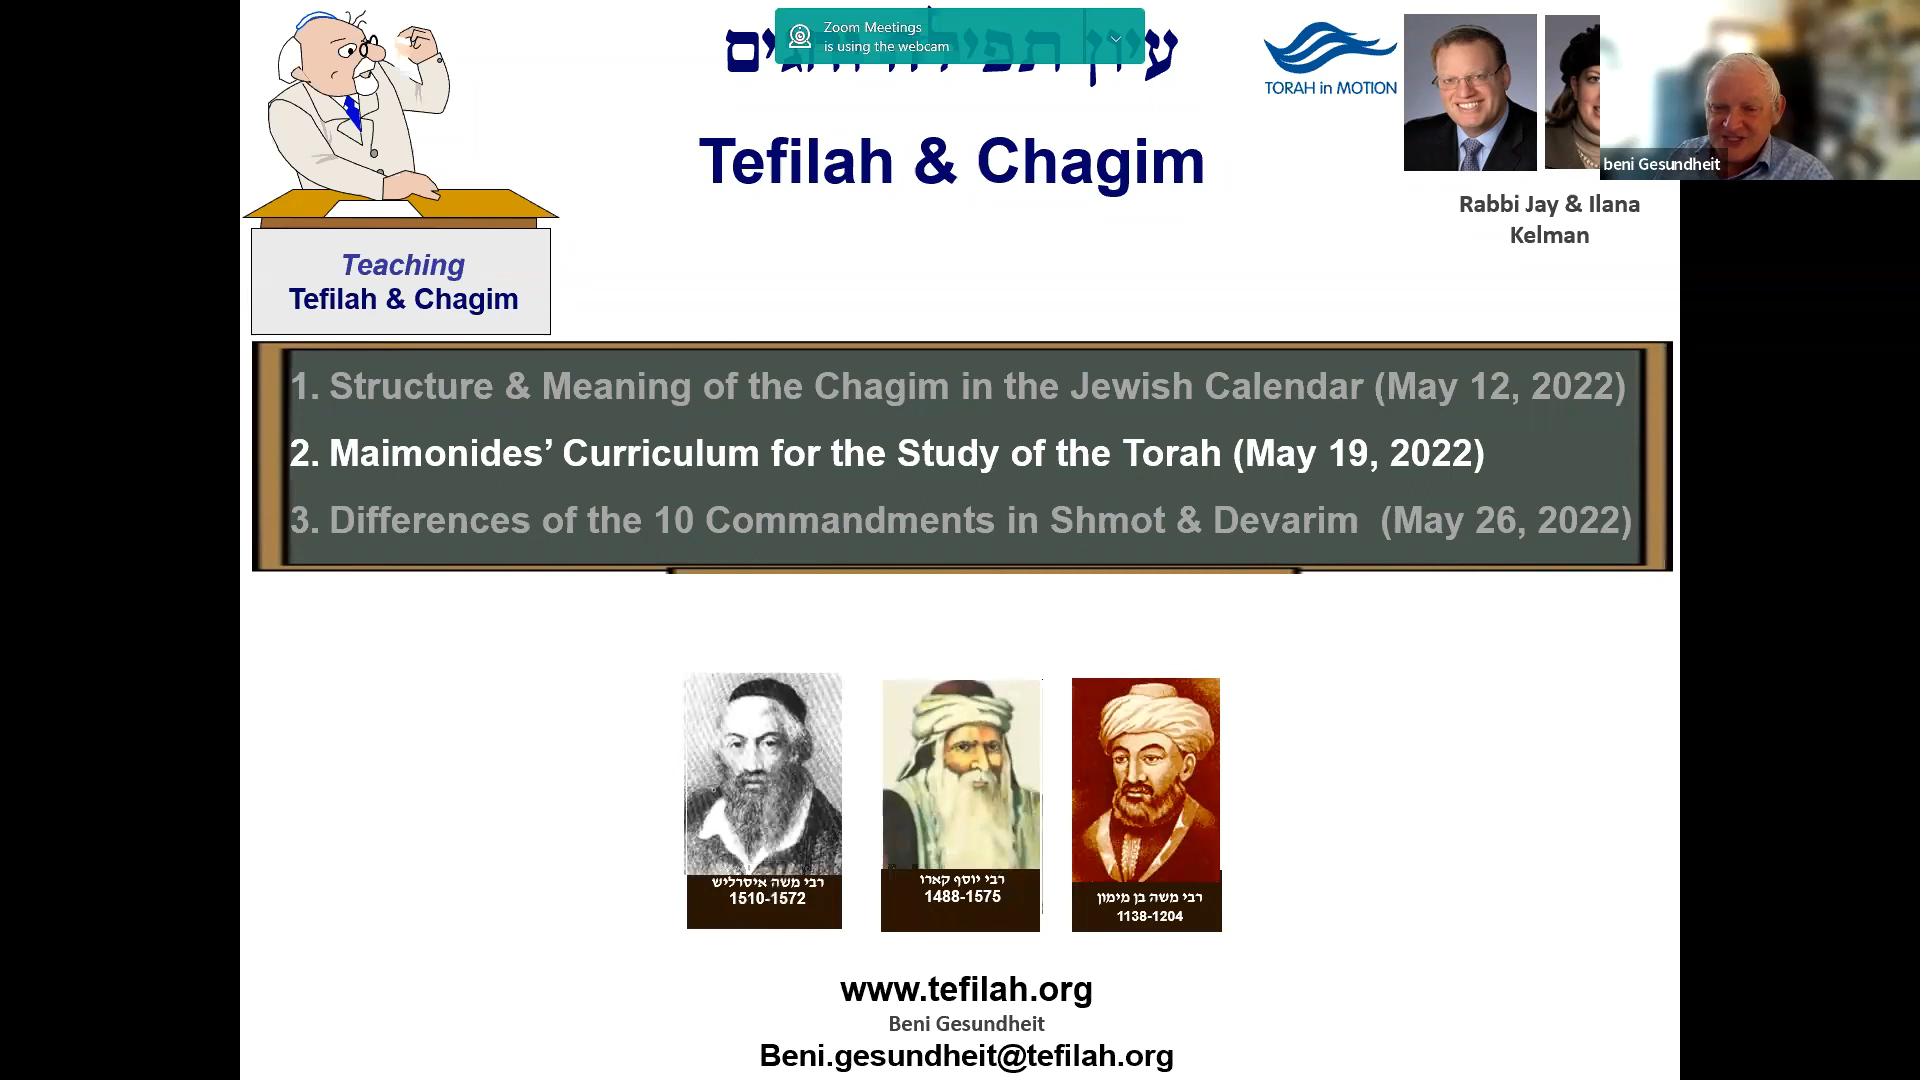 עיון תפילה
Zoom Meetings
is using the webcam
TORAH in MOTION
Tefilah & Chagim
beni Gesundheit
Rabbi Jay & Ilana
Kelman
Teaching
Tefilah & Chagim
1. Structure & Meaning of the Chagim in the Jewish Calendar (May 12, 2022)
2. Maimonides’ Curriculum for the Study of the Torah (May 19, 2022)
3. Differences of the 10 Commandments in Shmot & Devarim (May 26, 2022)
רבי משה איסרליש
1510-1572
רבי יוסף קארו
1488-1575
רבי משה בן מימון
1138-1204
www.tefilah.org
Beni Gesundheit
Beni.gesundheit@tefilah.org